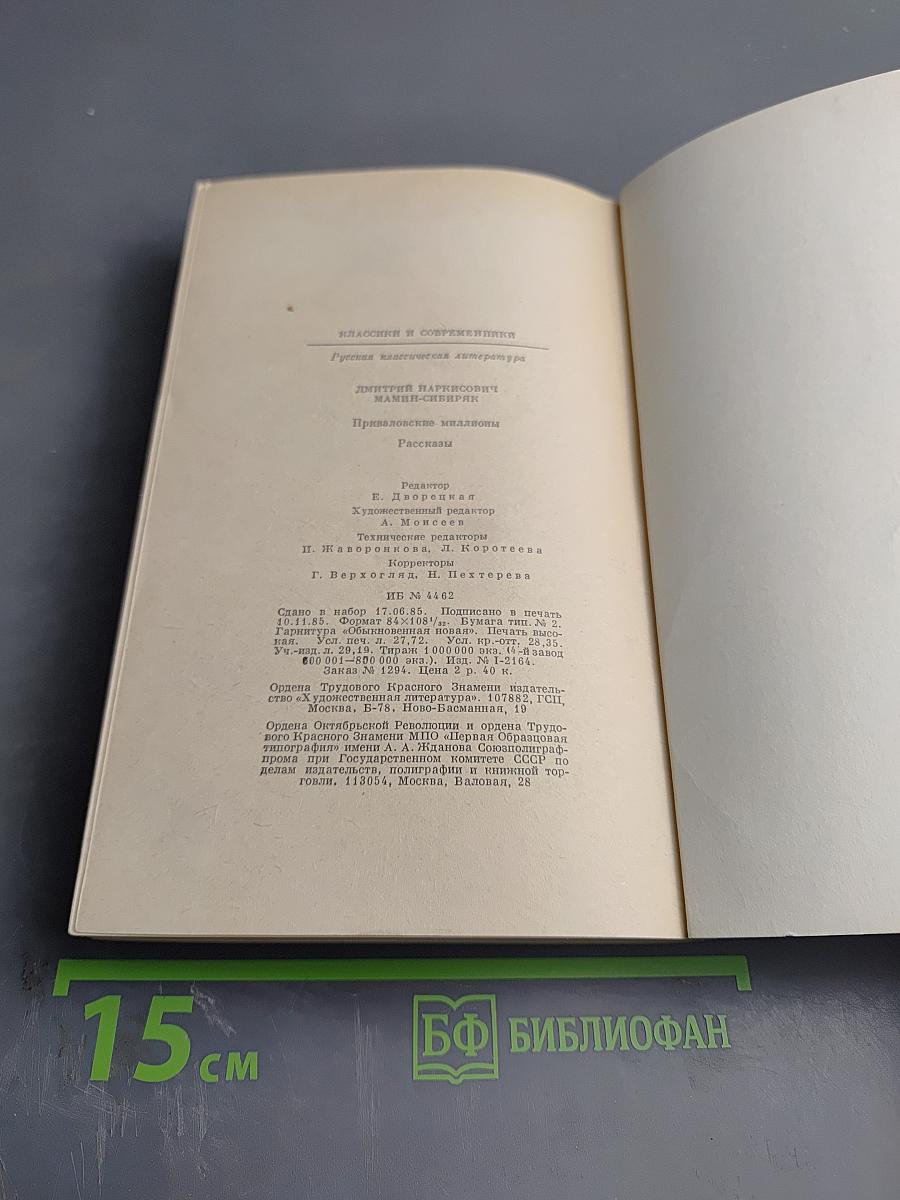 КЛАССИКИ И СОВРЕМЕННИКИ
Русская классическая литература
ДМИТРИЙ НАРКИСОВИЧ
МАМИН-СИБИРЯК
Приваловские миллионы
Рассказы
Редактор
Е. Дворецкая
Художественный редактор
А. Моисеев
Технические редакторы
И. Жаворонкова, Л. Коротеева
Корректоры
Г. Верхогляд, Н. Пехтерева
ИБ № 4462
Сдано в набор 17.06.85. Подписано в печать
10.11.85. Формат 84×108¹/₃₂. Бумага тип. № 2.
Гарнитура «Обыкновенная новая». Печать высо-
кая. Усл. печ. л. 27,72. Усл. кр.-отт. 28,35.
Уч.-изд. л. 29,19. Тираж 1 000 000 экз. (4-й завод
600 001—800 000 экз.). Изд. № I-2164.
Заказ № 1294. Цена 2 р. 40 к.
Ордена Трудового Красного Знамени издатель-
ство «Художественная литература». 107882, ГСП,
Москва, Б-78, Ново-Басманная, 19
Ордена Октябрьской Революции и ордена Трудо-
вого Красного Знамени МПО «Первая Образцовая
типография» имени А. А. Жданова Союзполиграф-
прома при Государственном комитете СССР по
делам издательств, полиграфии и книжной тор-
говли. 113054, Москва, Валовая, 28
15 см
БФ БИБЛИОФАН